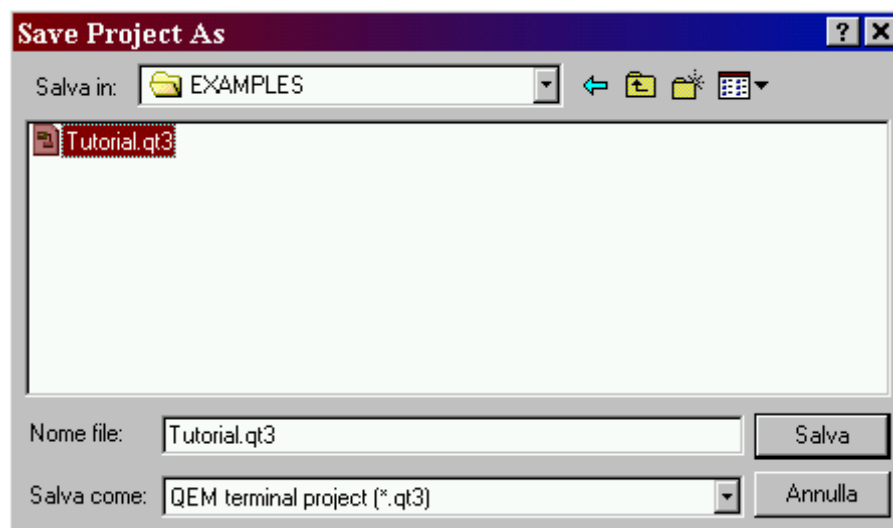 Save Project As
Salva in: EXAMPLES
Tutorial.qt3
Nome file: Tutorial.qt3 Salva
Salva come: QEM terminal project (*.qt3) Annulla